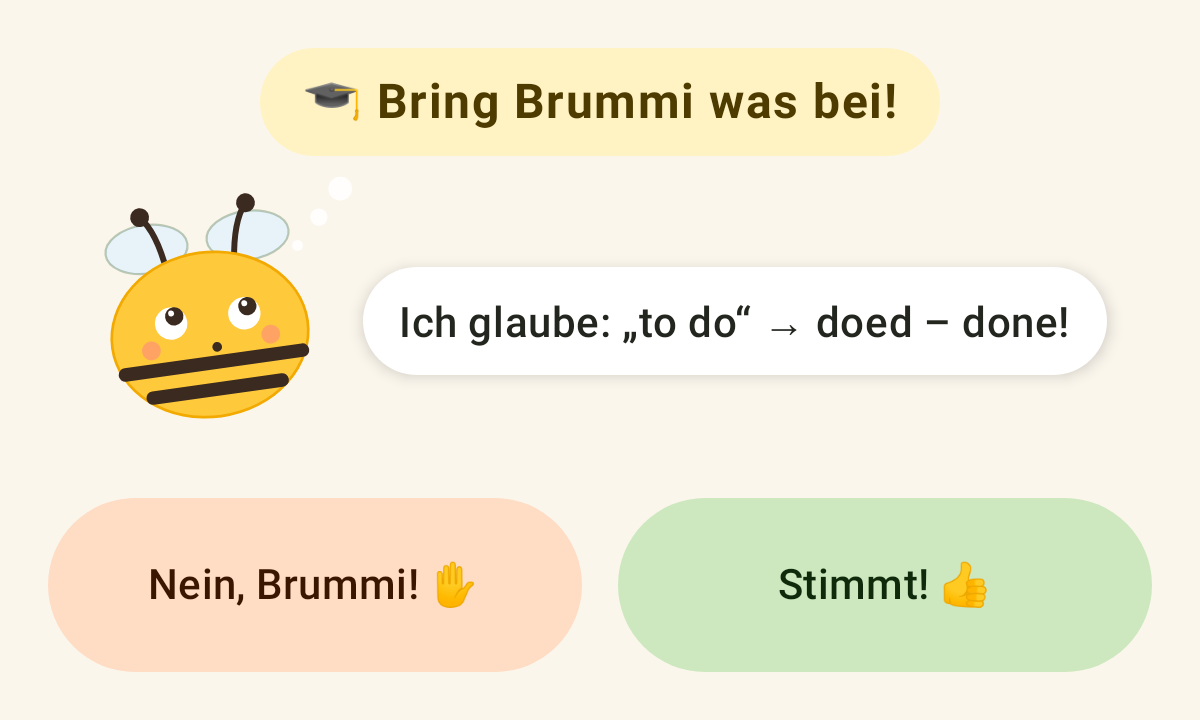 🎓 Bring Brummi was bei!
Ich glaube: „to do“ → doed – done!
Nein, Brummi! ✋
Stimmt! 👍